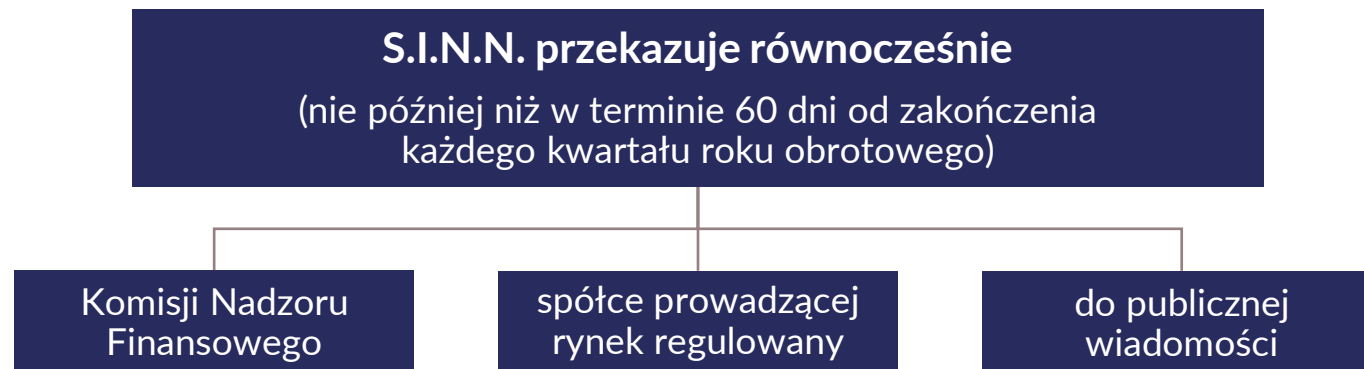 S.I.N.N. przekazuje równocześnie
(nie później niż w terminie 60 dni od zakończenia
każdego kwartału roku obrotowego)
Komisji Nadzoru
Finansowego
spółce prowadzącej
rynek regulowany
do publicznej
wiadomości